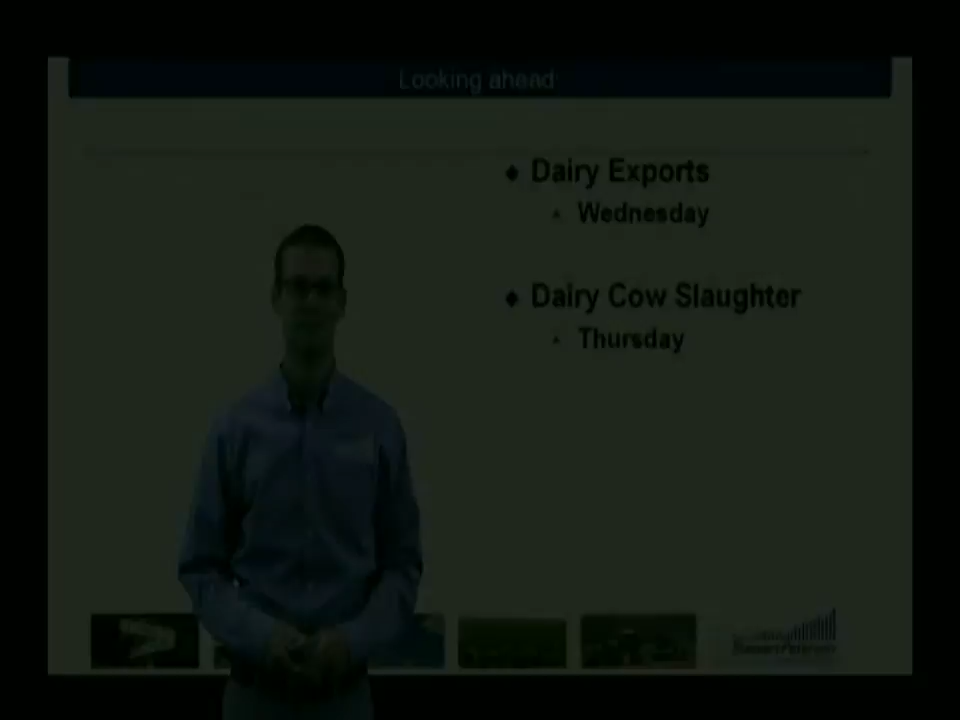 Looking ahead
Dairy Exports
Wednesday
Dairy Cow Slaughter
Thursday